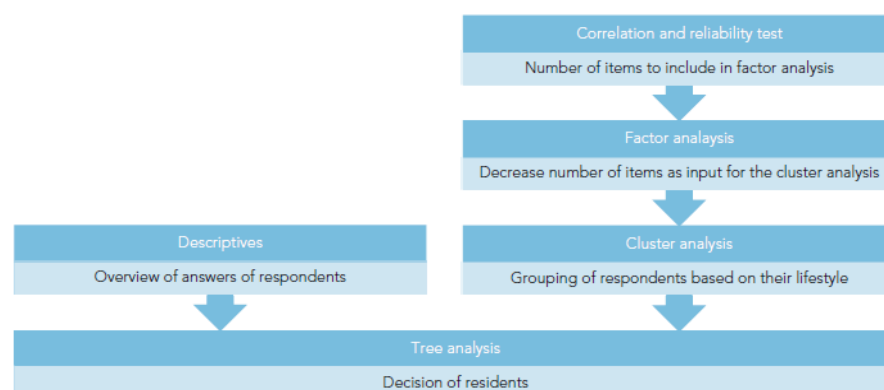 Correlation and reliability test
Number of items to include in factor analysis
Factor analaysis
Decrease number of items as input for the cluster analysis
Descriptives
Overview of answers of respondents
Cluster analysis
Grouping of respondents based on their lifestyle
Tree analysis
Decision of residents